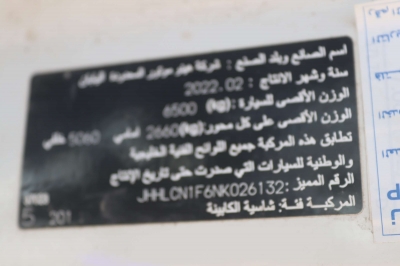 اسم الصانع وبلد الصنع : شركة هينو موتورز المحدودة اليابان
سنة وشهر الإنتاج : 2022.02
الوزن الأقصى للسيارة : (kg) 6500
الوزن الأقصى على كل محور:(kg)2660 أمامي 5060 خلفي
تطابق هذه المركبة جميع اللوائح الفنية الخليجية
والوطنية للسيارات التي صدرت حتى تاريخ الإنتاج
الرقم المميز :JHHLCN1F6NK026132
المركبة فئة: شاسية الكابينة
رقم